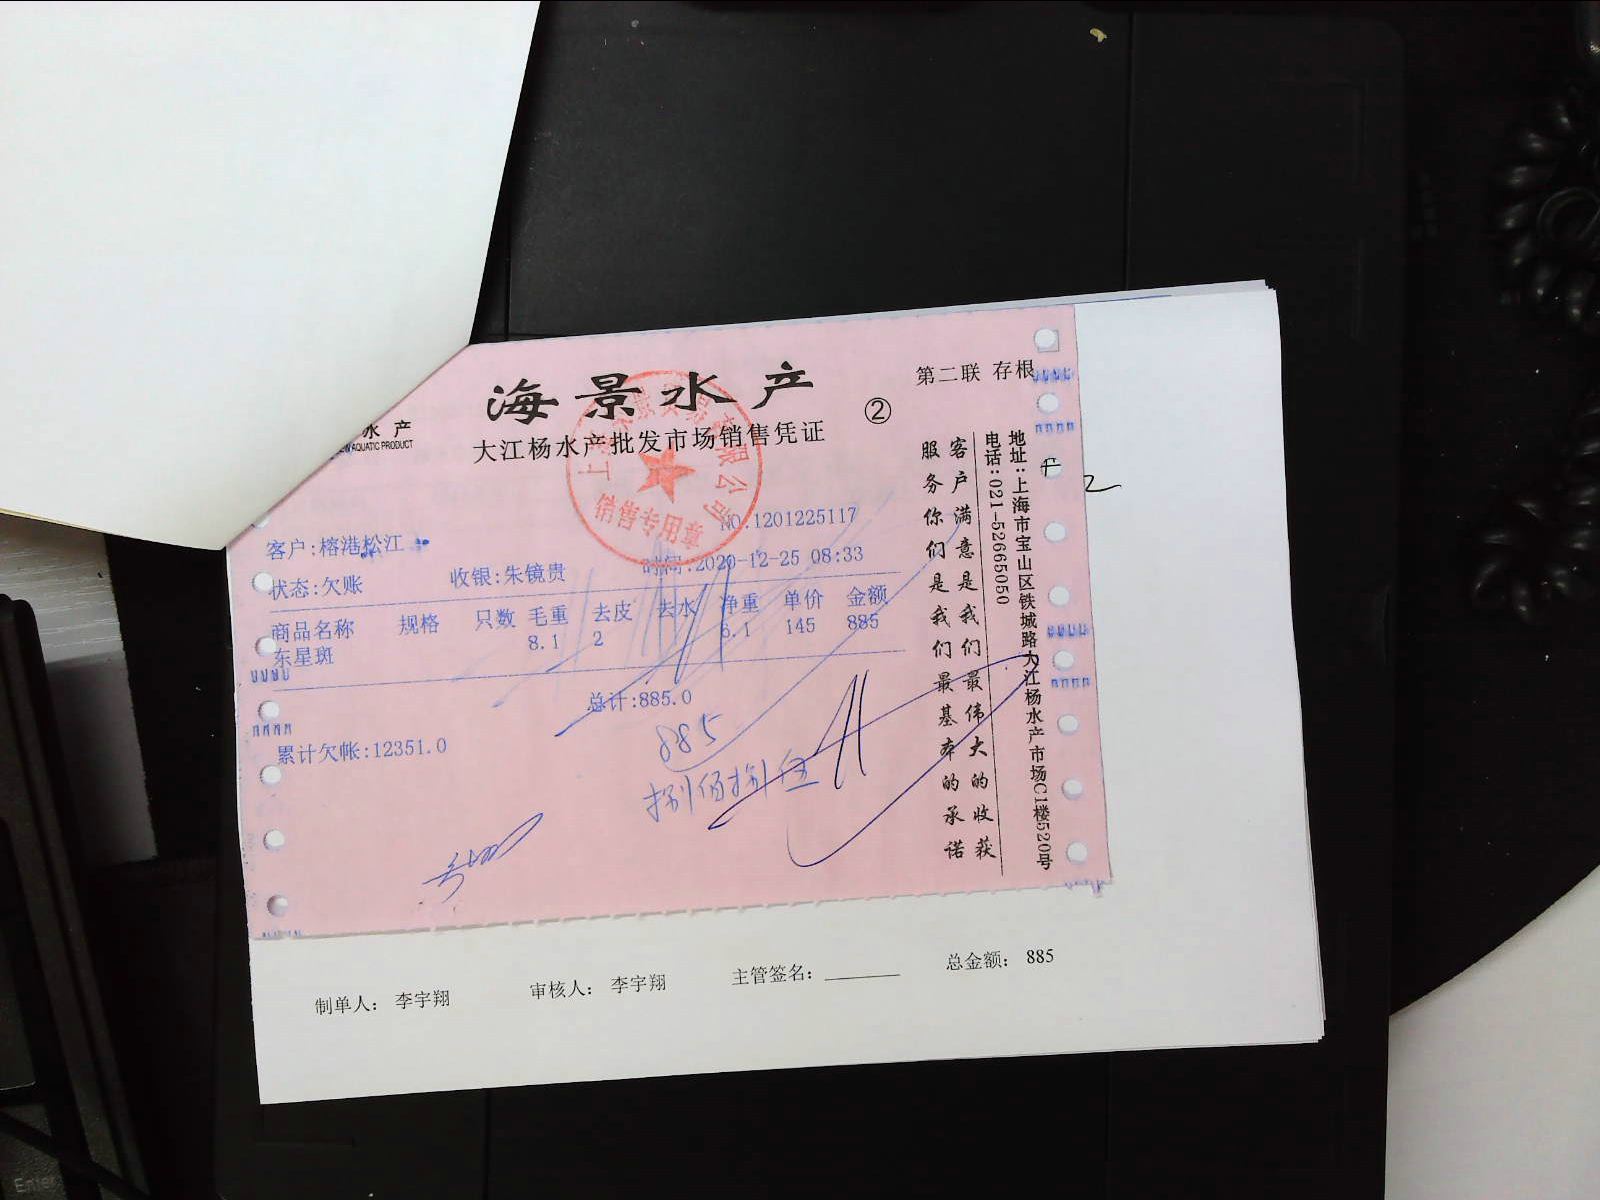 海景水产
②
第二联 存根
水产
AQUATIC PRODUCT
大江杨水产批发市场销售凭证
销售专用章
NO.1201225117
客户:榕港松江
状态:欠账 收银:朱镜贵 时间:2020-12-25 08:33
商品名称 规格 只数 毛重 去皮 去水 净重 单价 金额
东星斑 8.1 2 6.1 145 885
总计:885.0
885
捌佰捌伍
累计欠帐:12351.0
客户满意是我们最伟大的收获
服务你们是我们最基本的承诺
地址:上海市宝山区铁城路大江杨水产市场C1楼520号
电话:021-52665050
制单人: 李宇翔 审核人: 李宇翔 主管签名: 总金额: 885
Enter